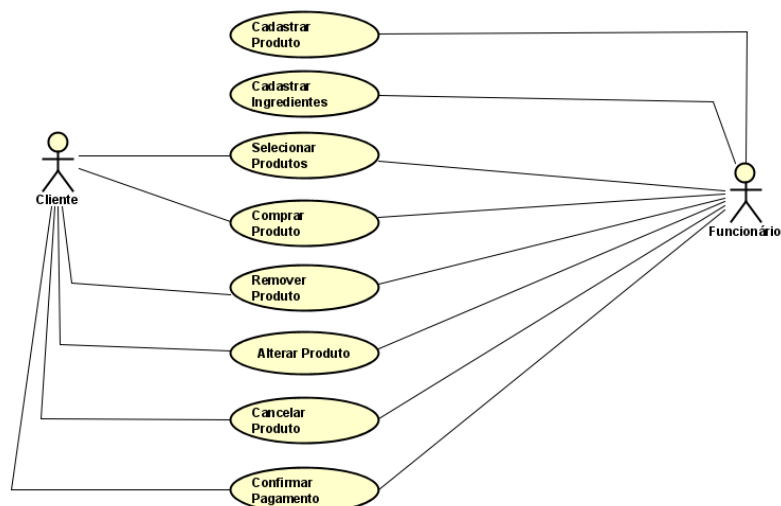 Cadastrar
Produto
Cadastrar
Ingredientes
Selecionar
Produtos
Cliente
Comprar
Produto
Funcionário
Remover
Produto
Alterar Produto
Cancelar
Produto
Confirmar
Pagamento